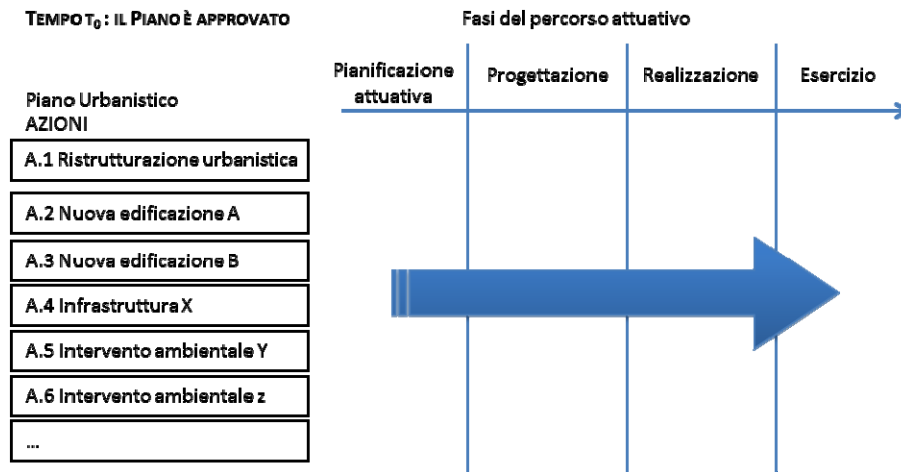 TEMPO T0 : IL PIANO È APPROVATO
Fasi del percorso attuativo
Pianificazione
attuativa
Progettazione
Realizzazione
Esercizio
Piano Urbanistico
AZIONI
A.1 Ristrutturazione urbanistica
A.2 Nuova edificazione A
A.3 Nuova edificazione B
A.4 Infrastruttura X
A.5 Intervento ambientale Y
A.6 Intervento ambientale z
...